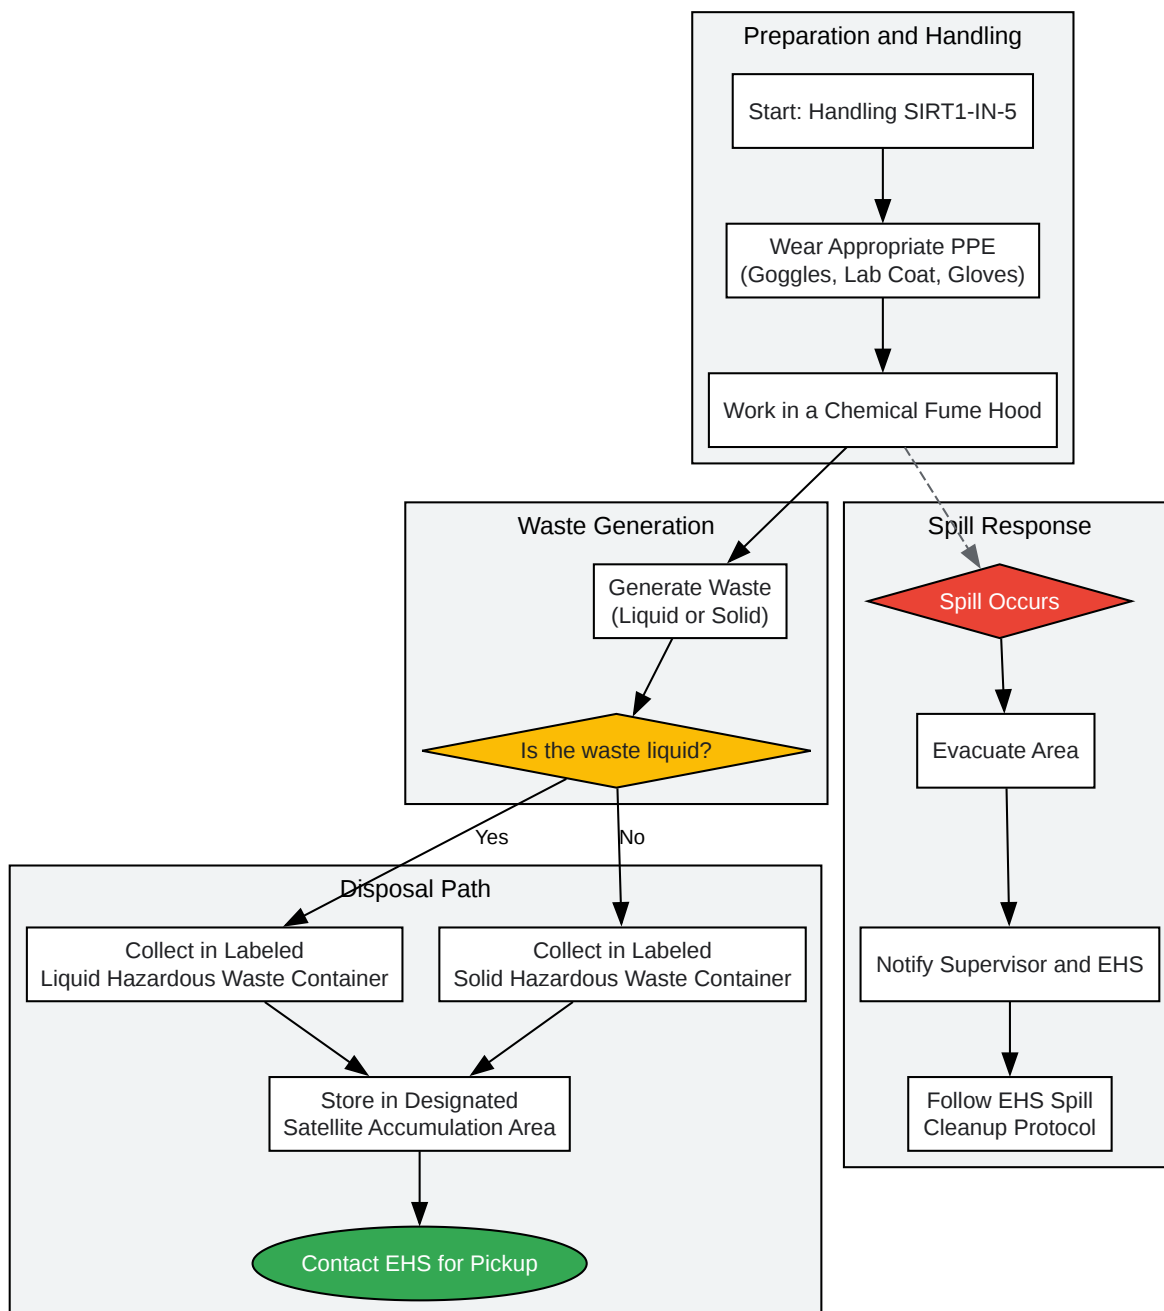 Preparation and Handling
Start: Handling SIRT1-IN-5
Wear Appropriate PPE
(Goggles, Lab Coat, Gloves)
Work in a Chemical Fume Hood
Waste Generation
Generate Waste
(Liquid or Solid)
Is the waste liquid?
Yes
No
Disposal Path
Collect in Labeled
Liquid Hazardous Waste Container
Collect in Labeled
Solid Hazardous Waste Container
Store in Designated
Satellite Accumulation Area
Contact EHS for Pickup
Spill Response
Spill Occurs
Evacuate Area
Notify Supervisor and EHS
Follow EHS Spill
Cleanup Protocol